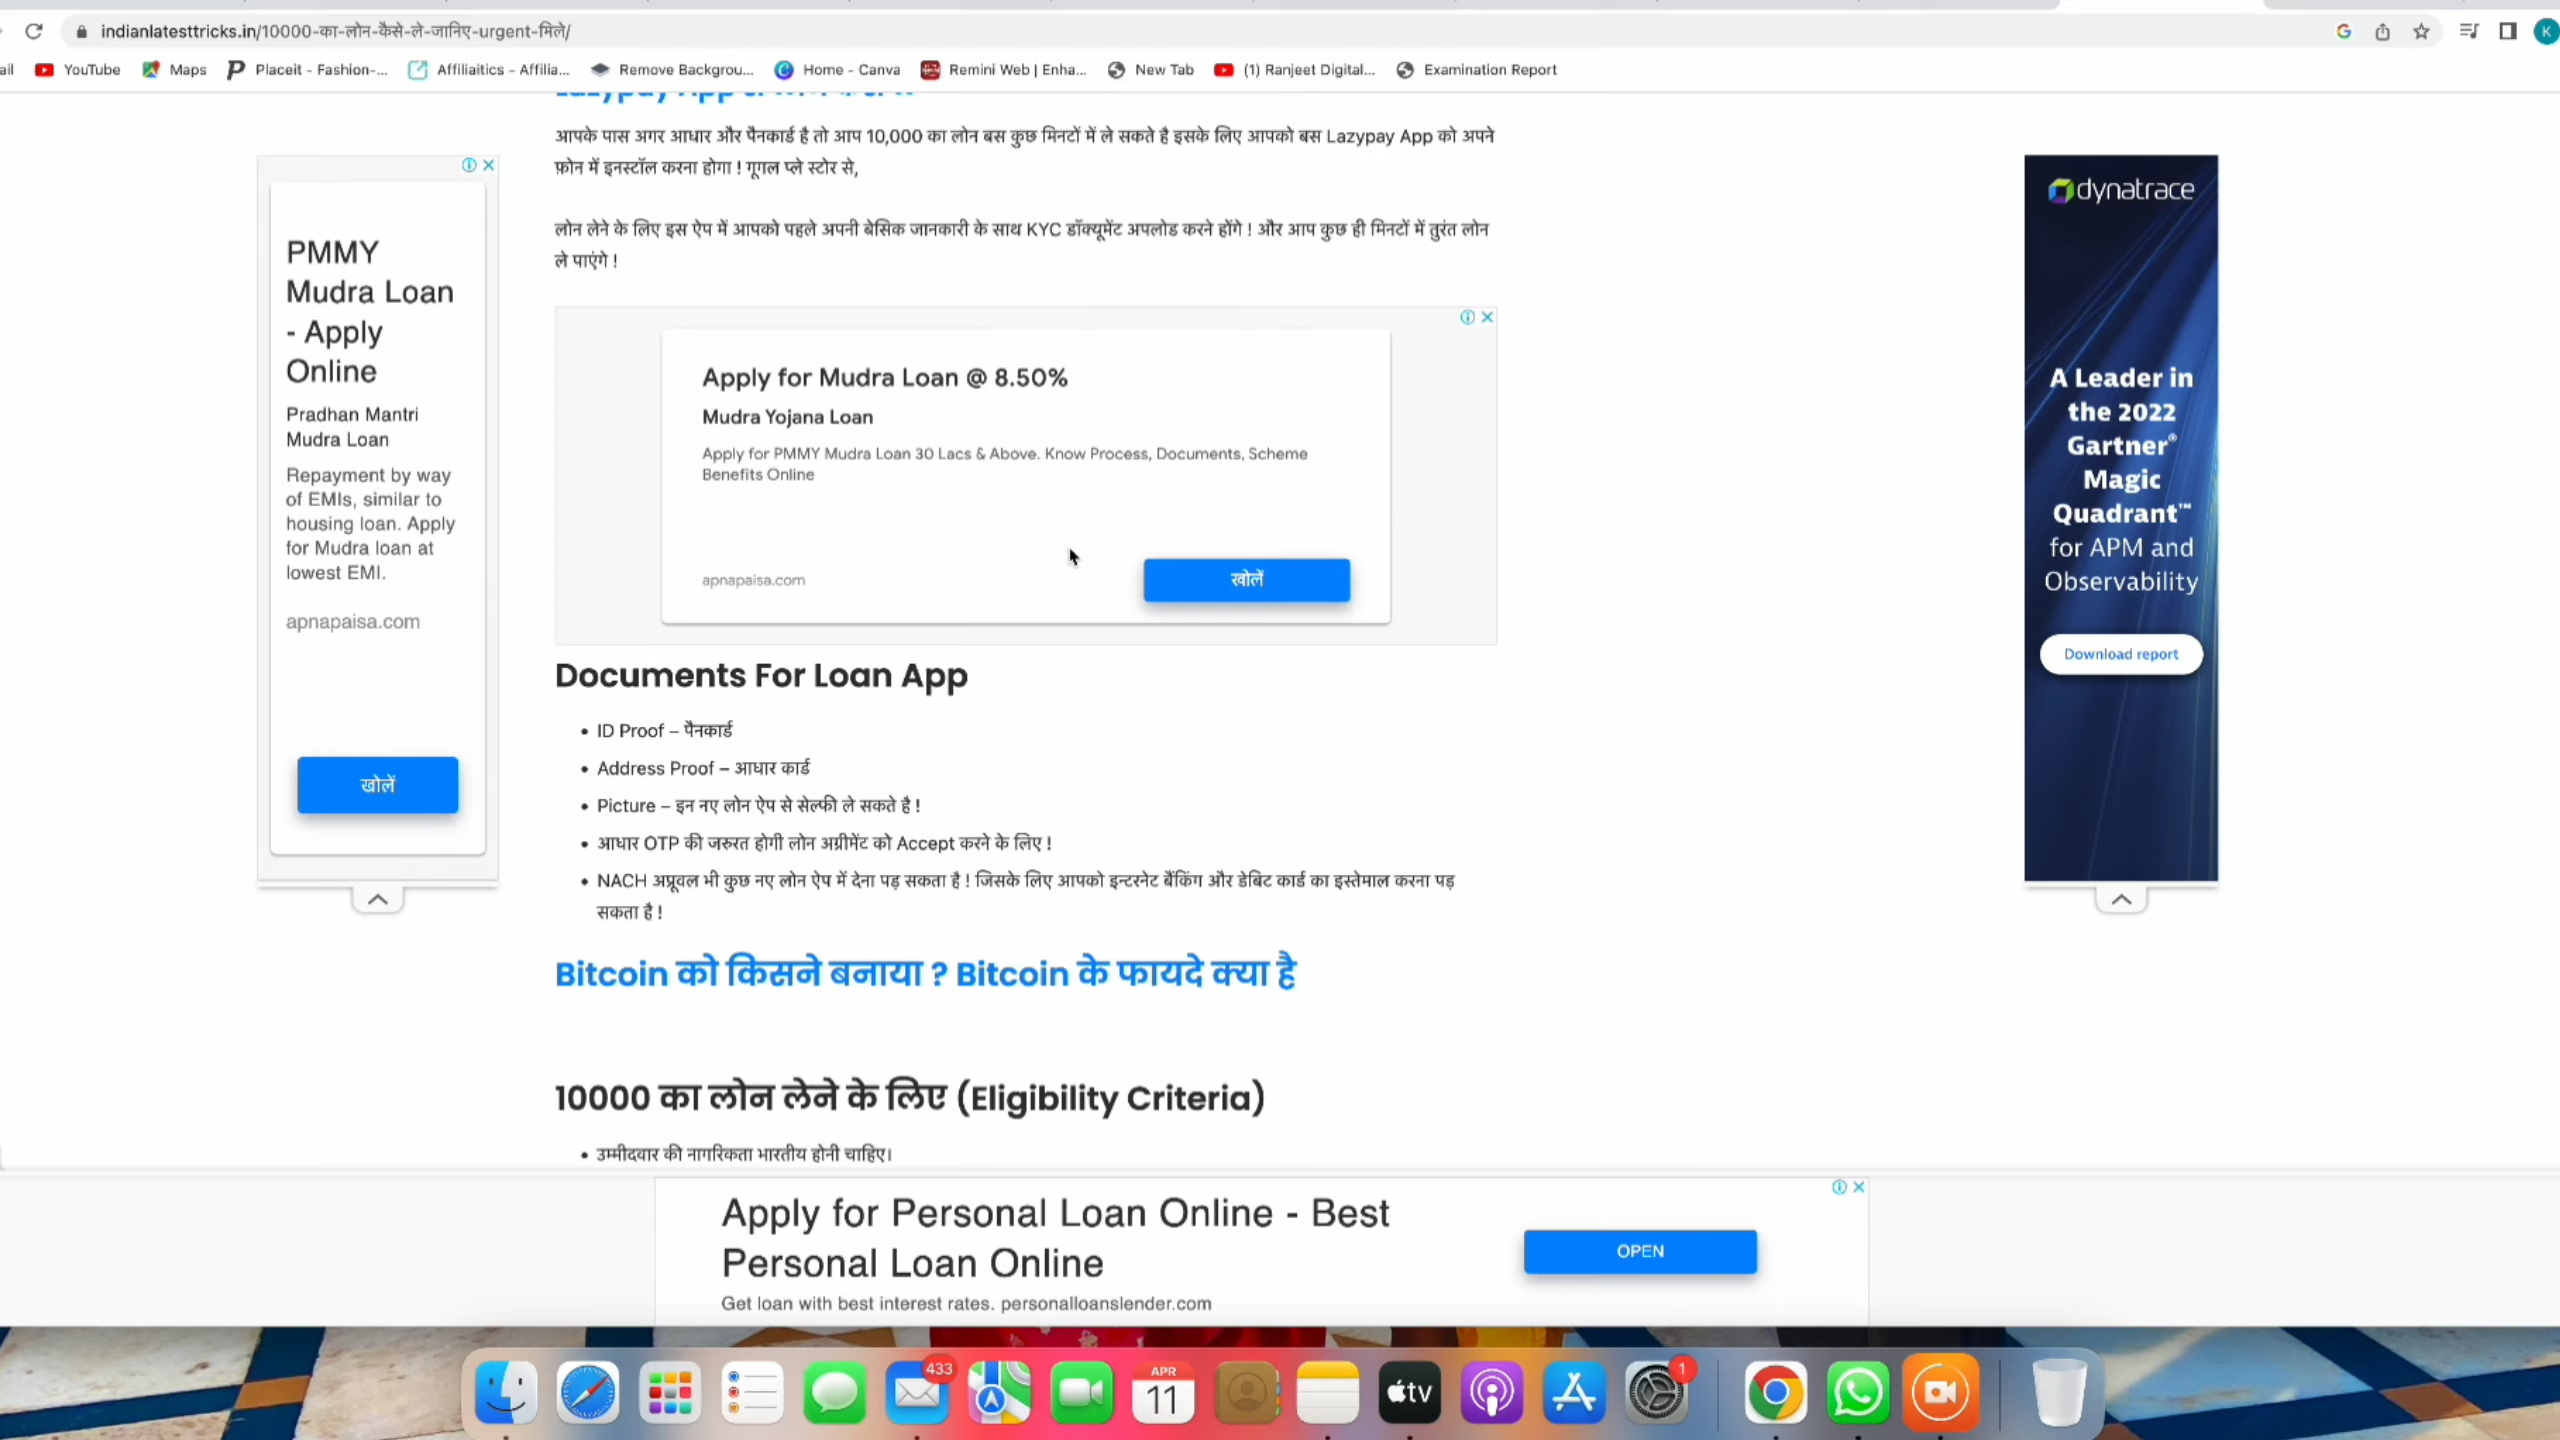 indianlatesttricks.in/10000-का-लोन-कैसे-ले-जानिए-urgent-मिले/
K
ail
YouTube
Maps
Placeit - Fashion-...
Affiliaitics - Affilia...
Remove Backgrou...
Home - Canva
Remini Web | Enha...
New Tab
(1) Ranjeet Digital...
Examination Report
Lazypay App
आपके पास अगर आधार और पैनकार्ड है तो आप 10,000 का लोन बस कुछ मिनटों में ले सकते है इसके लिए आपको बस Lazypay App को अपने
फ़ोन में इनस्टॉल करना होगा ! गूगल प्ले स्टोर से,
लोन लेने के लिए इस ऐप में आपको पहले अपनी बेसिक जानकारी के साथ KYC डॉक्यूमेंट अपलोड करने होंगे ! और आप कुछ ही मिनटों में तुरंत लोन
ले पाएंगे !
PMMY
Mudra Loan
- Apply
Online
Pradhan Mantri
Mudra Loan
Repayment by way
of EMIs, similar to
housing loan. Apply
for Mudra loan at
lowest EMI.
apnapaisa.com
खोलें
Apply for Mudra Loan @ 8.50%
Mudra Yojana Loan
Apply for PMMY Mudra Loan 30 Lacs & Above. Know Process, Documents, Scheme
Benefits Online
apnapaisa.com
खोलें
dynatrace
A Leader in
the 2022
Gartner®
Magic
Quadrant™
for APM and
Observability
Download report
Documents For Loan App
• ID Proof – पैनकार्ड
• Address Proof – आधार कार्ड
• Picture – इन नए लोन ऐप से सेल्फी ले सकते है !
• आधार OTP की जरुरत होगी लोन अग्रीमेंट को Accept करने के लिए !
• NACH अप्रूवल भी कुछ नए लोन ऐप में देना पड़ सकता है ! जिसके लिए आपको इन्टरनेट बैंकिंग और डेबिट कार्ड का इस्तेमाल करना पड़
सकता है !
Bitcoin को किसने बनाया ? Bitcoin के फायदे क्या है
10000 का लोन लेने के लिए (Eligibility Criteria)
• उम्मीदवार की नागरिकता भारतीय होनी चाहिए।
Apply for Personal Loan Online - Best
Personal Loan Online
Get loan with best interest rates. personalloanslender.com
OPEN
433
APR
11
tv
1